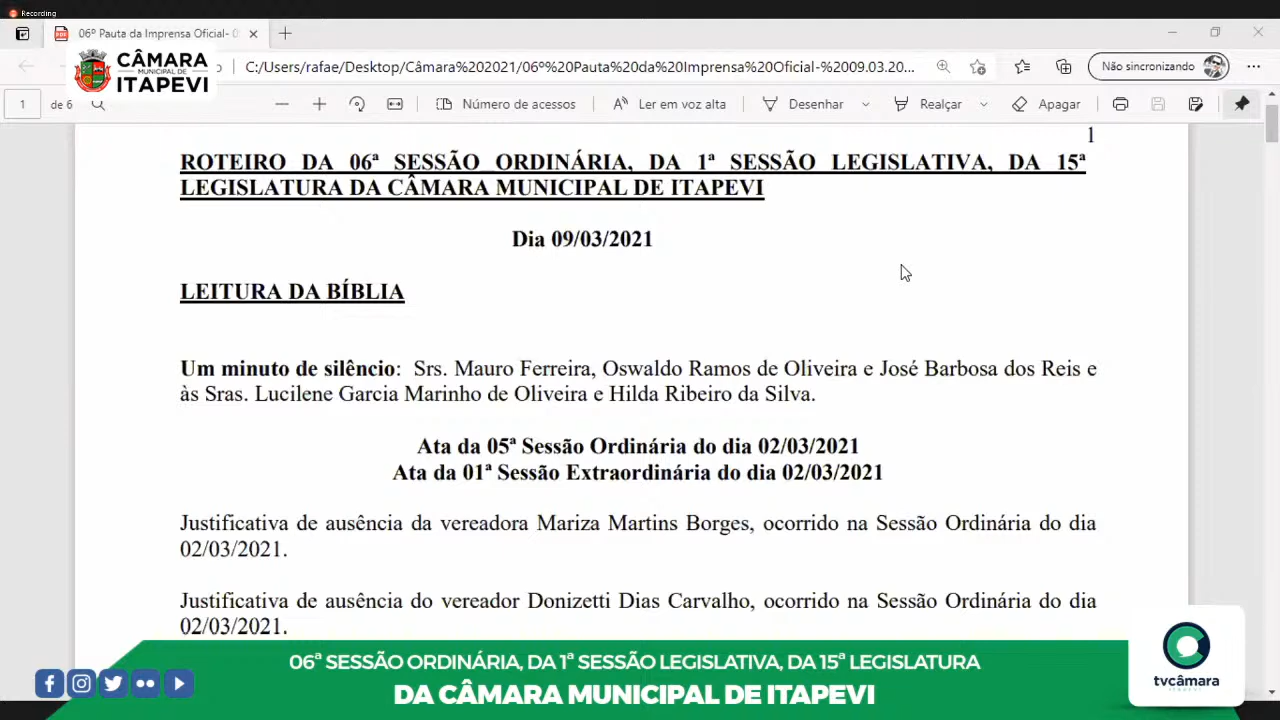 Recording
06º Pauta da Imprensa Oficial- 0
C:/Users/rafae/Desktop/Câmara%202021/06º%20Pauta%20da%20Imprensa%20Oficial-%2009.03.20...
Não sincronizando
CÂMARA
MUNICIPAL DE
ITAPEVI
1 de 6
Número de acessos
Ler em voz alta
Desenhar
Realçar
Apagar
1
ROTEIRO DA 06ª SESSÃO ORDINÁRIA, DA 1ª SESSÃO LEGISLATIVA, DA 15ª
LEGISLATURA DA CÂMARA MUNICIPAL DE ITAPEVI
Dia 09/03/2021
LEITURA DA BÍBLIA
Um minuto de silêncio: Srs. Mauro Ferreira, Oswaldo Ramos de Oliveira e José Barbosa dos Reis e
às Sras. Lucilene Garcia Marinho de Oliveira e Hilda Ribeiro da Silva.
Ata da 05ª Sessão Ordinária do dia 02/03/2021
Ata da 01ª Sessão Extraordinária do dia 02/03/2021
Justificativa de ausência da vereadora Mariza Martins Borges, ocorrido na Sessão Ordinária do dia
02/03/2021.
Justificativa de ausência do vereador Donizetti Dias Carvalho, ocorrido na Sessão Ordinária do dia
02/03/2021.
06ª SESSÃO ORDINÁRIA, DA 1ª SESSÃO LEGISLATIVA, DA 15ª LEGISLATURA
DA CÂMARA MUNICIPAL DE ITAPEVI
tvcâmara
ITAPEVI